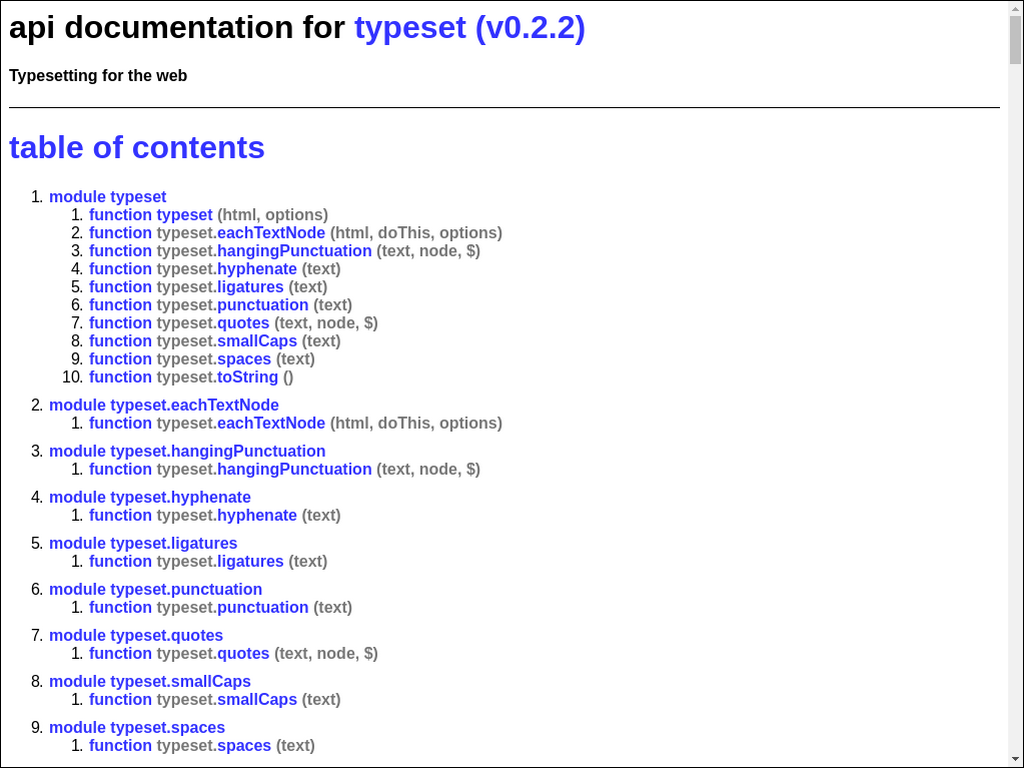 api documentation for typeset (v0.2.2)
Typesetting for the web
table of contents
1. module typeset
1. function typeset (html, options)
2. function typeset.eachTextNode (html, doThis, options)
3. function typeset.hangingPunctuation (text, node, $)
4. function typeset.hyphenate (text)
5. function typeset.ligatures (text)
6. function typeset.punctuation (text)
7. function typeset.quotes (text, node, $)
8. function typeset.smallCaps (text)
9. function typeset.spaces (text)
10. function typeset.toString ()
2. module typeset.eachTextNode
1. function typeset.eachTextNode (html, doThis, options)
3. module typeset.hangingPunctuation
1. function typeset.hangingPunctuation (text, node, $)
4. module typeset.hyphenate
1. function typeset.hyphenate (text)
5. module typeset.ligatures
1. function typeset.ligatures (text)
6. module typeset.punctuation
1. function typeset.punctuation (text)
7. module typeset.quotes
1. function typeset.quotes (text, node, $)
8. module typeset.smallCaps
1. function typeset.smallCaps (text)
9. module typeset.spaces
1. function typeset.spaces (text)